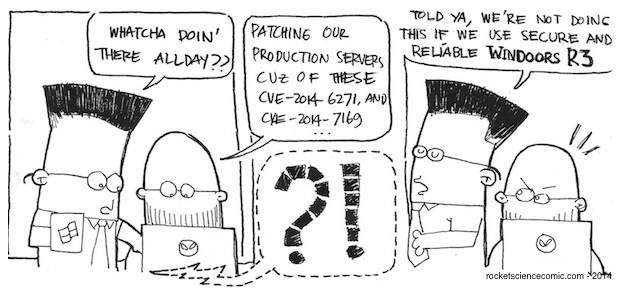 WHATCHA DOIN'
THERE ALLDAY??
PATCHING OUR
PRODUCTION SERVERS
CUZ OF THESE
CVE-2014-6271, AND
CVE-2014-7169
...
?!
TOLD YA, WE'RE NOT DOING
THIS IF WE USE SECURE AND
RELIABLE WINDOORS R3
rocketsciencecomic.com - 2014